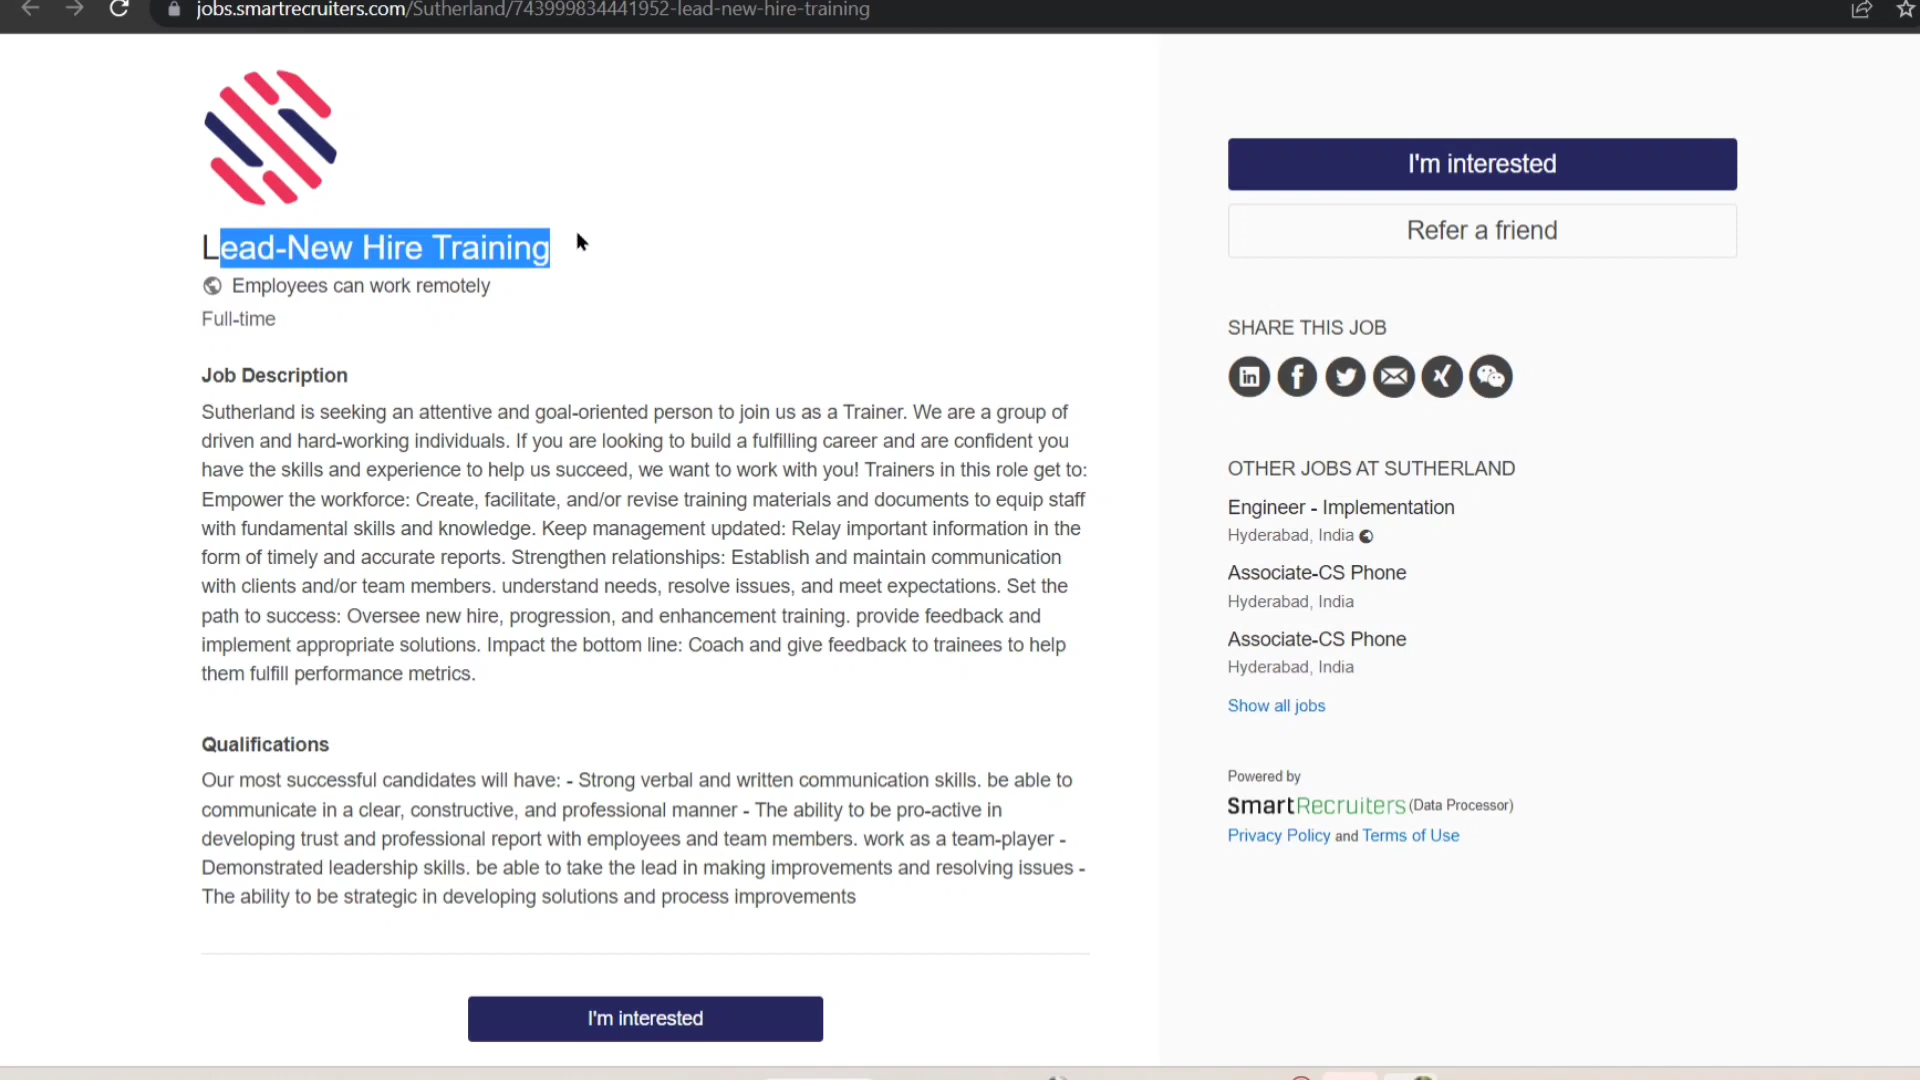 jobs.smartrecruiters.com/Sutherland/743999834441952-lead-new-hire-training
Lead-New Hire Training
Employees can work remotely
Full-time
Job Description
Sutherland is seeking an attentive and goal-oriented person to join us as a Trainer. We are a group of
driven and hard-working individuals. If you are looking to build a fulfilling career and are confident you
have the skills and experience to help us succeed, we want to work with you! Trainers in this role get to:
Empower the workforce: Create, facilitate, and/or revise training materials and documents to equip staff
with fundamental skills and knowledge. Keep management updated: Relay important information in the
form of timely and accurate reports. Strengthen relationships: Establish and maintain communication
with clients and/or team members. understand needs, resolve issues, and meet expectations. Set the
path to success: Oversee new hire, progression, and enhancement training. provide feedback and
implement appropriate solutions. Impact the bottom line: Coach and give feedback to trainees to help
them fulfill performance metrics.
Qualifications
Our most successful candidates will have: - Strong verbal and written communication skills. be able to
communicate in a clear, constructive, and professional manner - The ability to be pro-active in
developing trust and professional report with employees and team members. work as a team-player -
Demonstrated leadership skills. be able to take the lead in making improvements and resolving issues -
The ability to be strategic in developing solutions and process improvements
I'm interested
I'm interested
Refer a friend
SHARE THIS JOB
OTHER JOBS AT SUTHERLAND
Engineer - Implementation
Hyderabad, India
Associate-CS Phone
Hyderabad, India
Associate-CS Phone
Hyderabad, India
Show all jobs
Powered by
SmartRecruiters (Data Processor)
Privacy Policy and Terms of Use